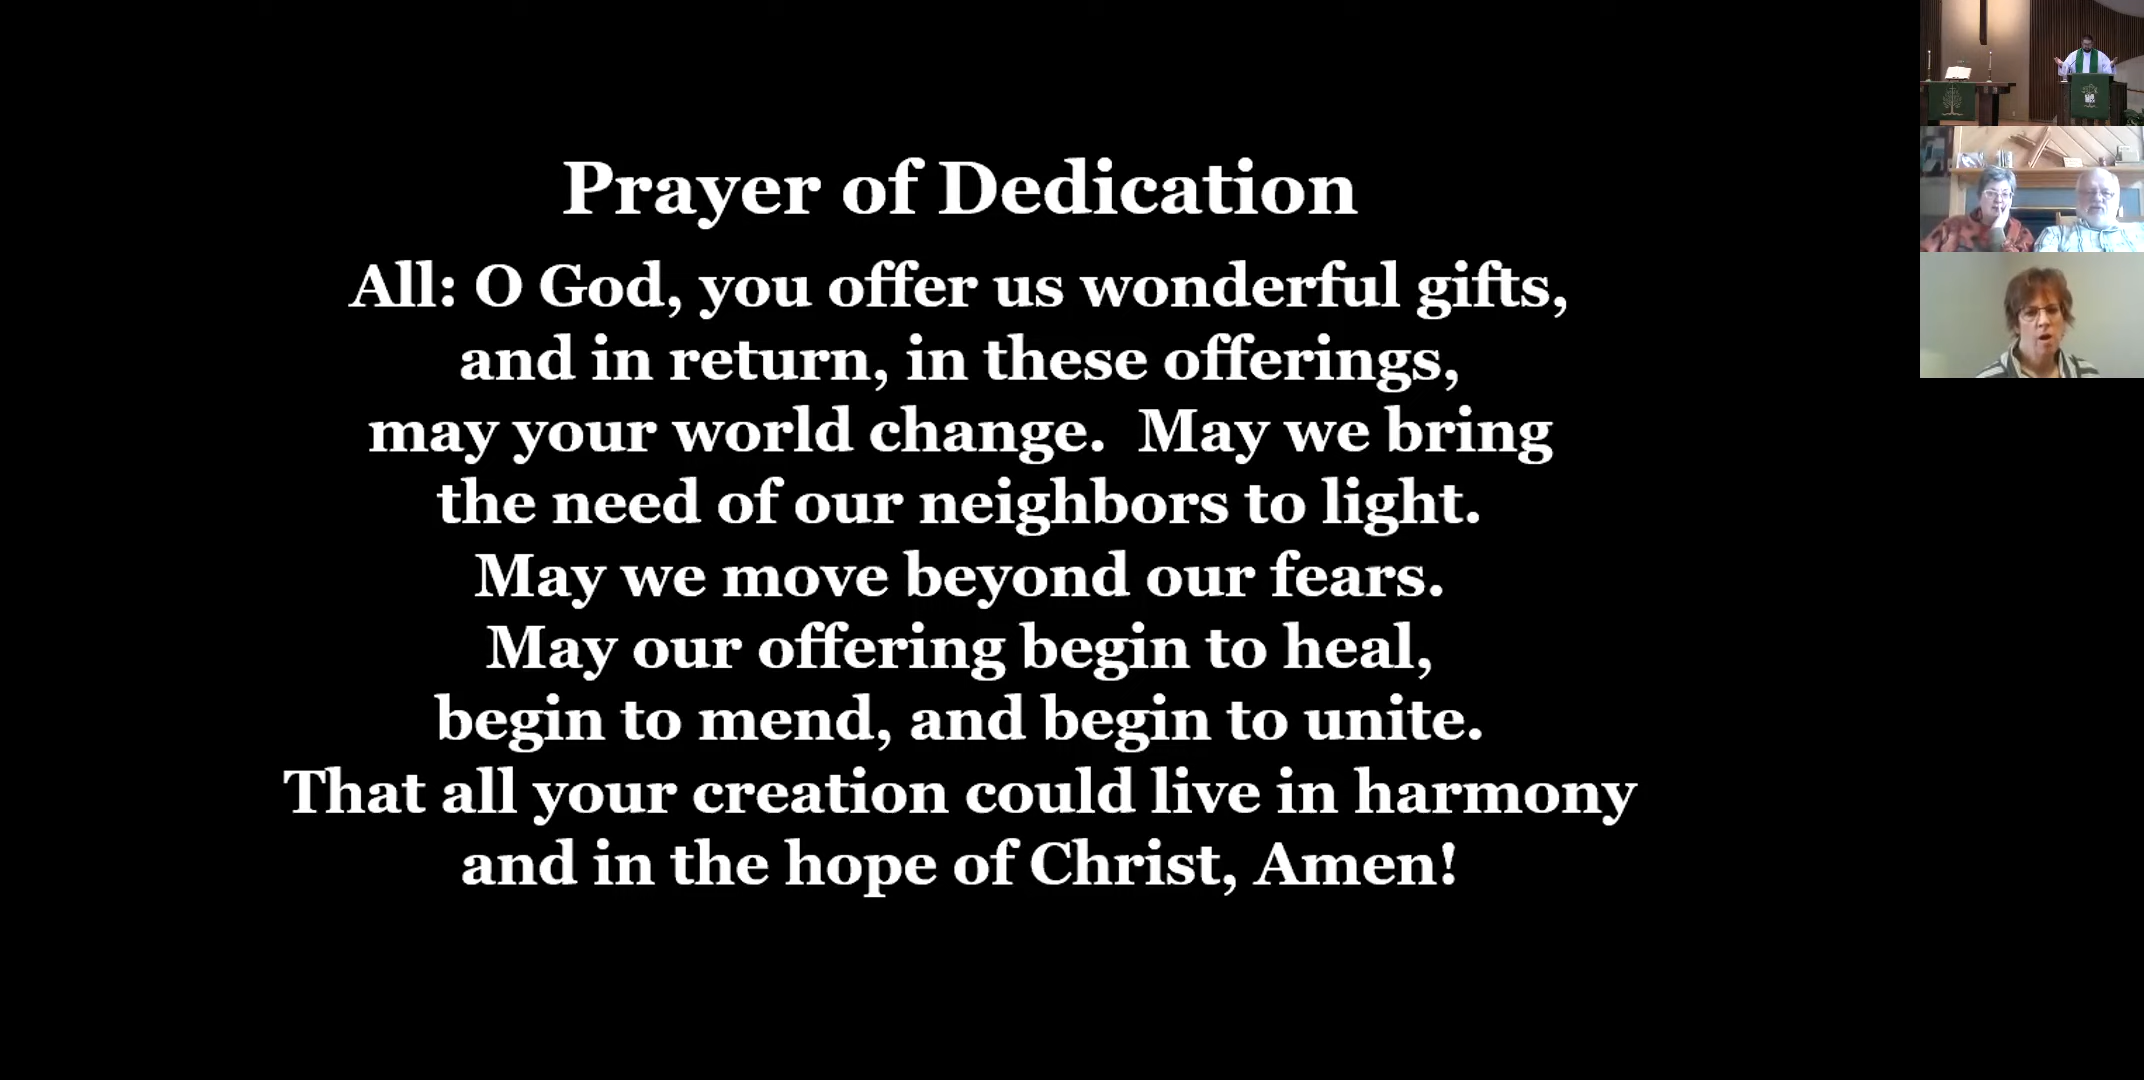 Prayer of Dedication
All: O God, you offer us wonderful gifts,
and in return, in these offerings,
may your world change.  May we bring
the need of our neighbors to light.
May we move beyond our fears.
May our offering begin to heal,
begin to mend, and begin to unite.
That all your creation could live in harmony
and in the hope of Christ, Amen!